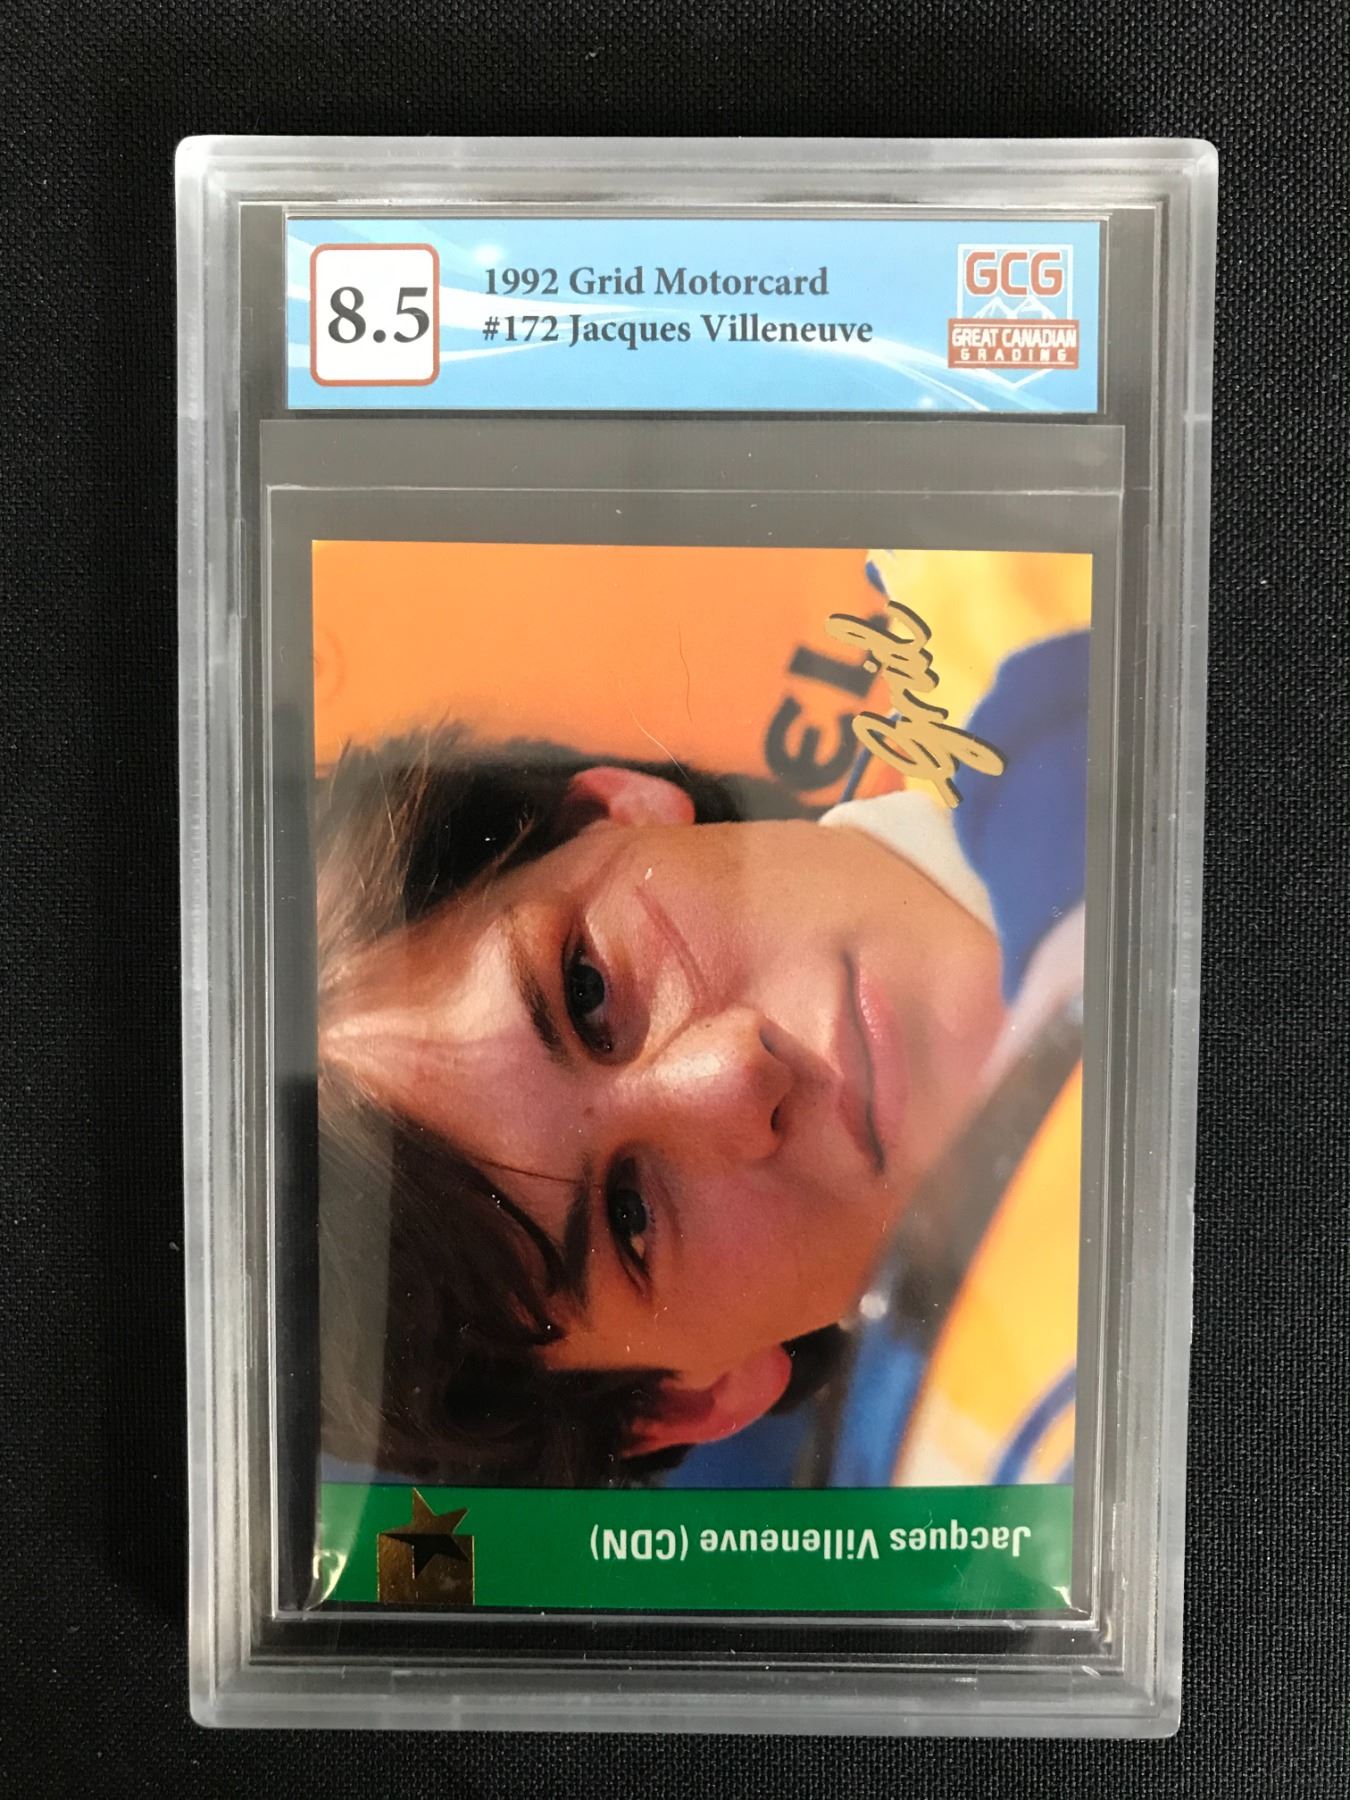 8.5
1992 Grid Motorcard
#172 Jacques Villeneuve
GCG
GREAT CANADIAN
GRADING
Grid
Jacques Villeneuve (CDN)